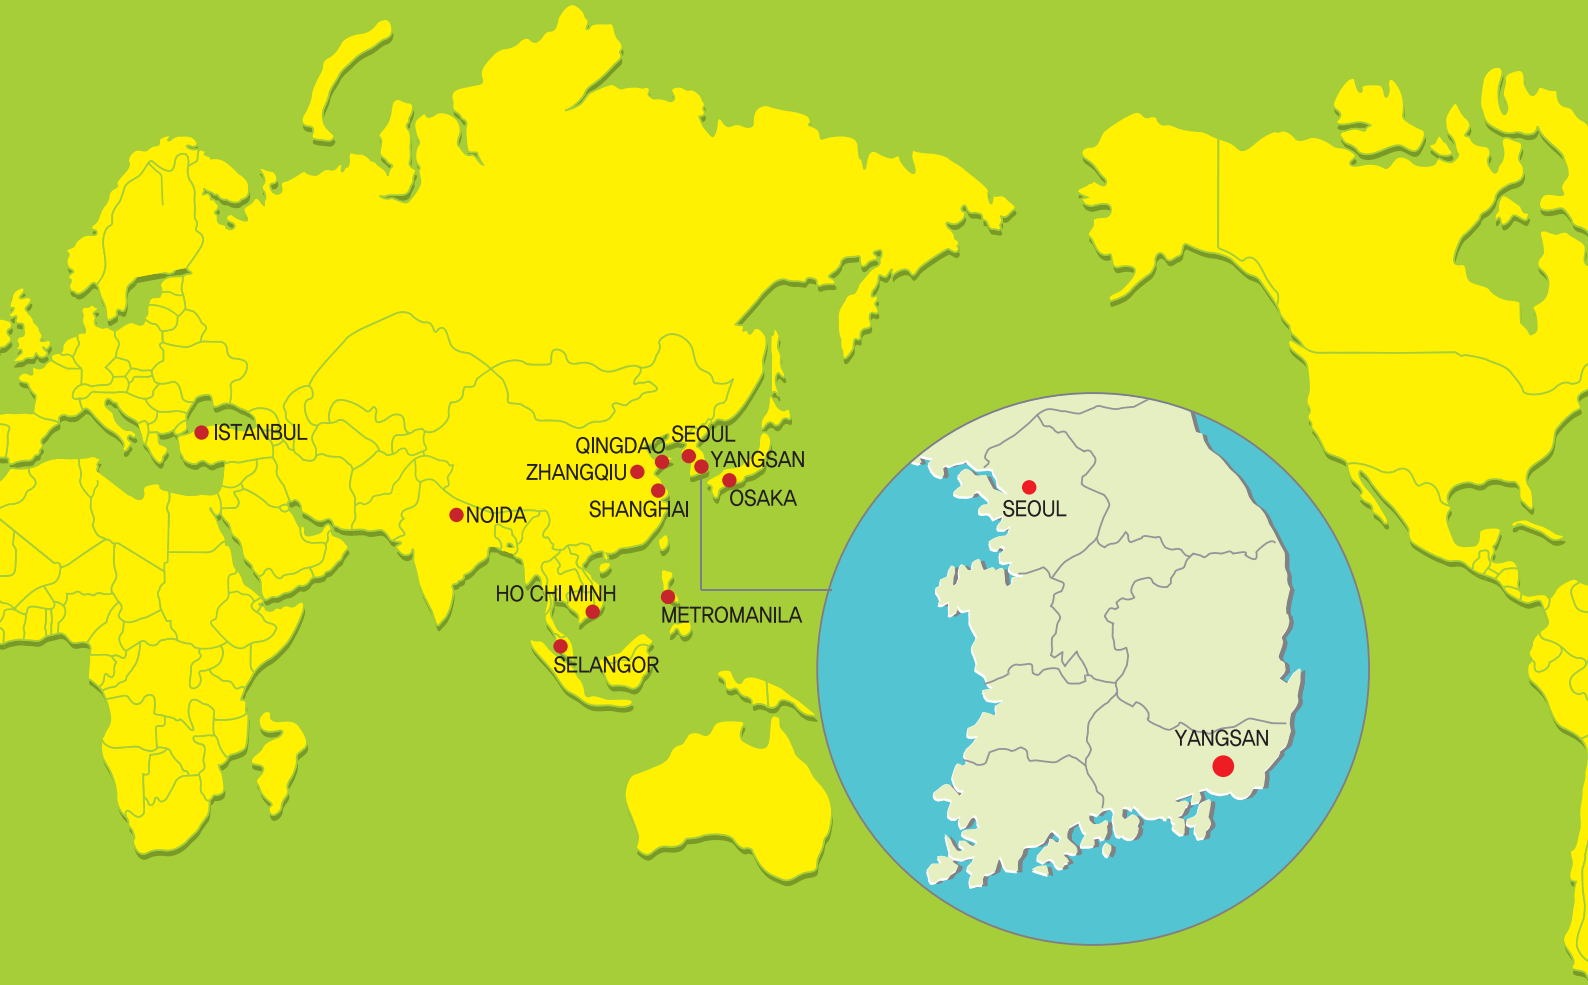 ISTANBUL
QINGDAO
SEOUL
ZHANGQIU
YANGSAN
SHANGHAI
OSAKA
NOIDA
HO CHI MINH
METROMANILA
SELANGOR
SEOUL
YANGSAN